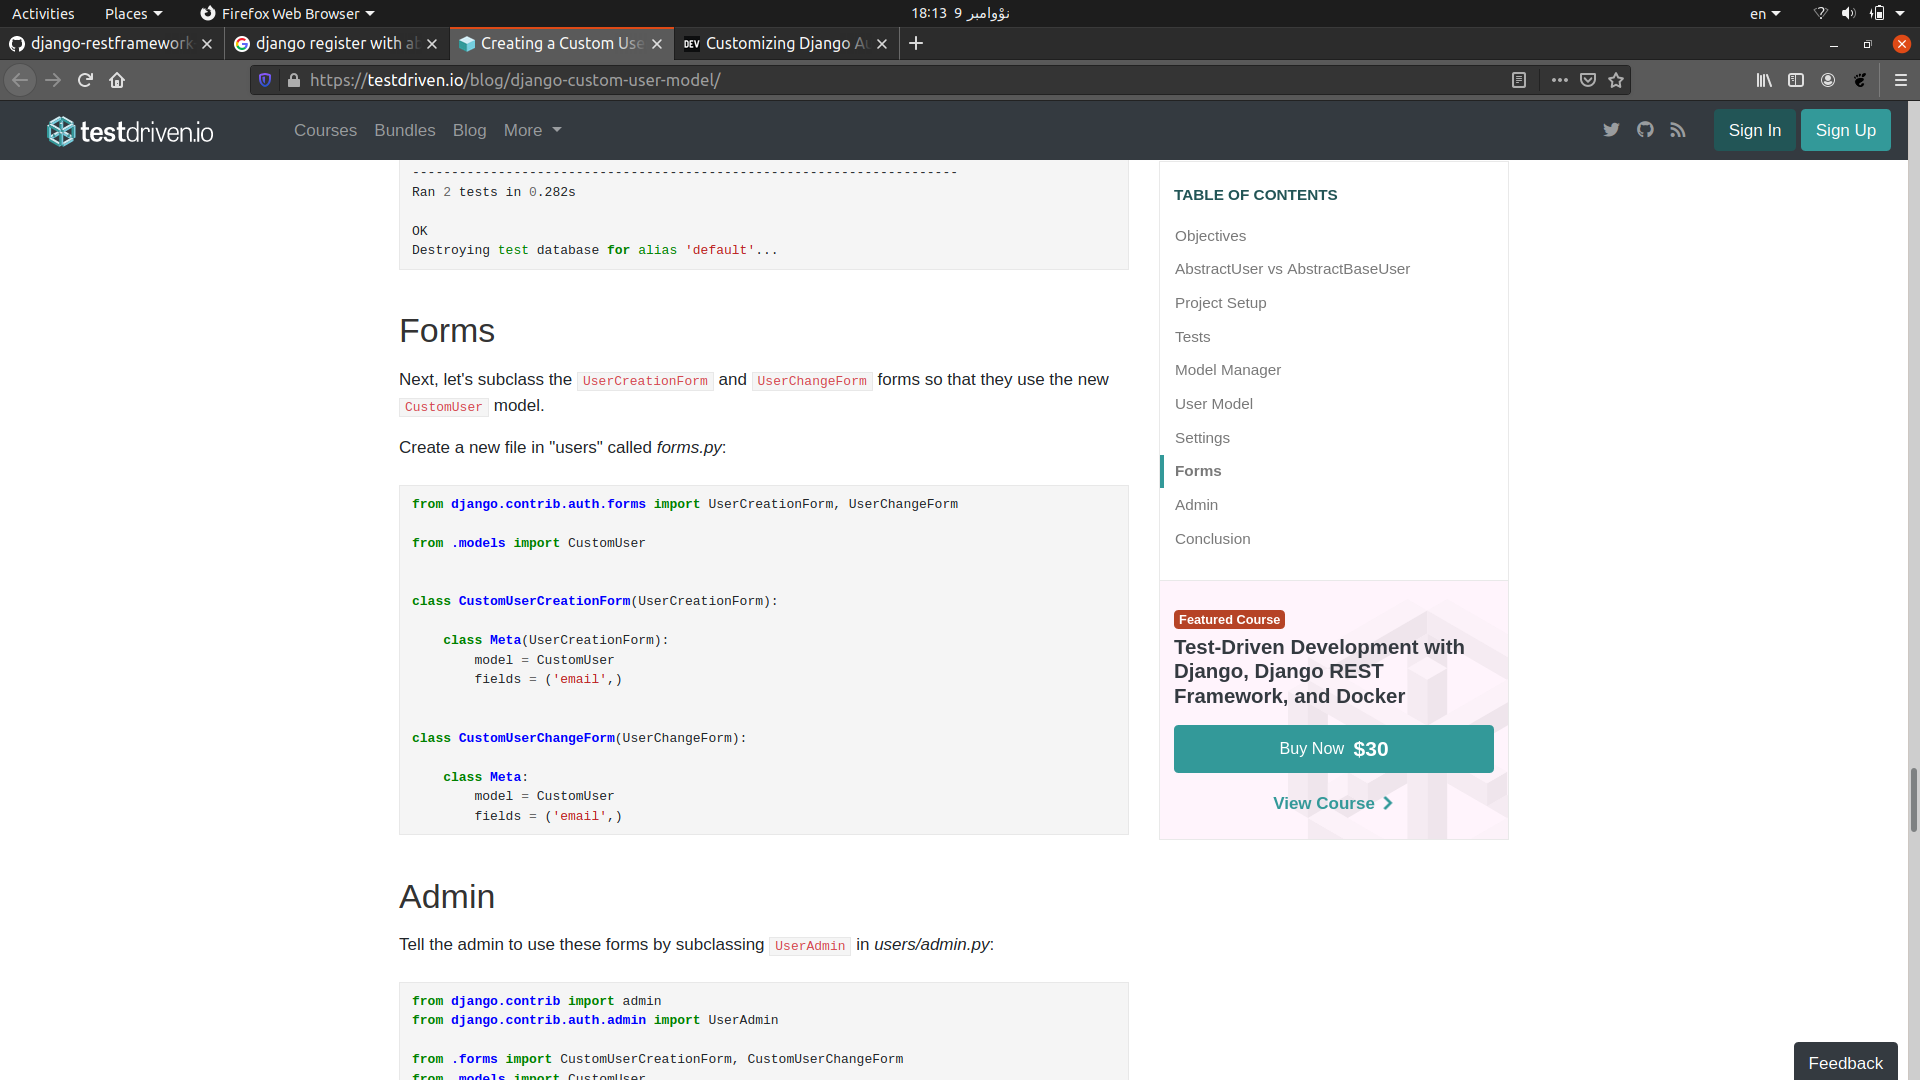 Activities Places Firefox Web Browser 18:13 9 نۆوامبر en
django-restframework django register with ab Creating a Custom Use Customizing Django Au
https://testdriven.io/blog/django-custom-user-model/
testdriven.io Courses Bundles Blog More Sign In Sign Up
----------------------------------------------------------------------
Ran 2 tests in 0.282s
OK
Destroying test database for alias 'default'...
Forms
Next, let's subclass the UserCreationForm and UserChangeForm forms so that they use the new
CustomUser model.
Create a new file in "users" called forms.py:
from django.contrib.auth.forms import UserCreationForm, UserChangeForm
from .models import CustomUser
class CustomUserCreationForm(UserCreationForm):
    class Meta(UserCreationForm):
        model = CustomUser
        fields = ('email',)
class CustomUserChangeForm(UserChangeForm):
    class Meta:
        model = CustomUser
        fields = ('email',)
Admin
Tell the admin to use these forms by subclassing UserAdmin in users/admin.py:
from django.contrib import admin
from django.contrib.auth.admin import UserAdmin
from .forms import CustomUserCreationForm, CustomUserChangeForm
from .models import CustomUser
TABLE OF CONTENTS
Objectives
AbstractUser vs AbstractBaseUser
Project Setup
Tests
Model Manager
User Model
Settings
Forms
Admin
Conclusion
Featured Course
Test-Driven Development with
Django, Django REST
Framework, and Docker
Buy Now $30
View Course
Feedback